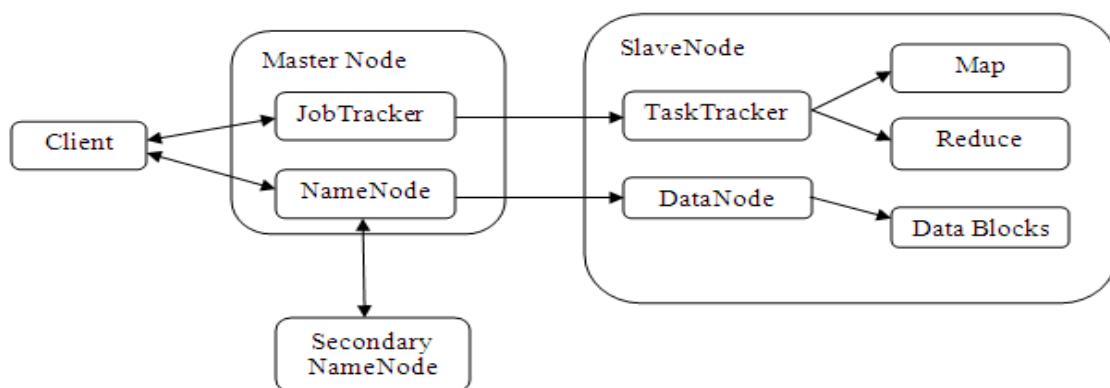 Master Node
SlaveNode
Client
JobTracker
NameNode
Secondary
NameNode
TaskTracker
DataNode
Map
Reduce
Data Blocks